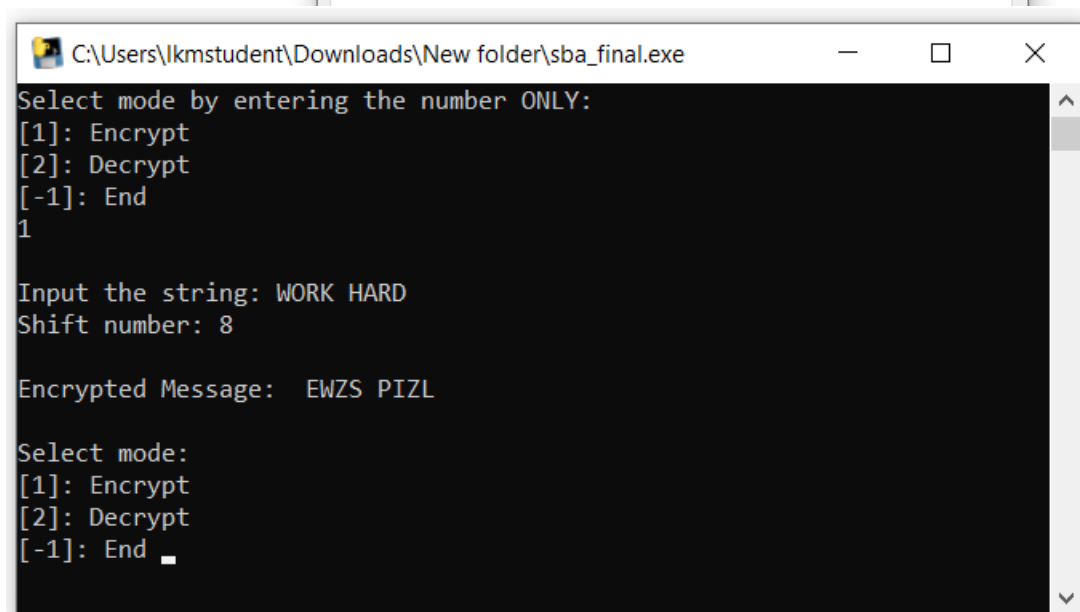 C:\Users\lkmstudent\Downloads\New folder\sba_final.exe
Select mode by entering the number ONLY:
[1]: Encrypt
[2]: Decrypt
[-1]: End
1
Input the string: WORK HARD
Shift number: 8
Encrypted Message:  EWZS PIZL
Select mode:
[1]: Encrypt
[2]: Decrypt
[-1]: End